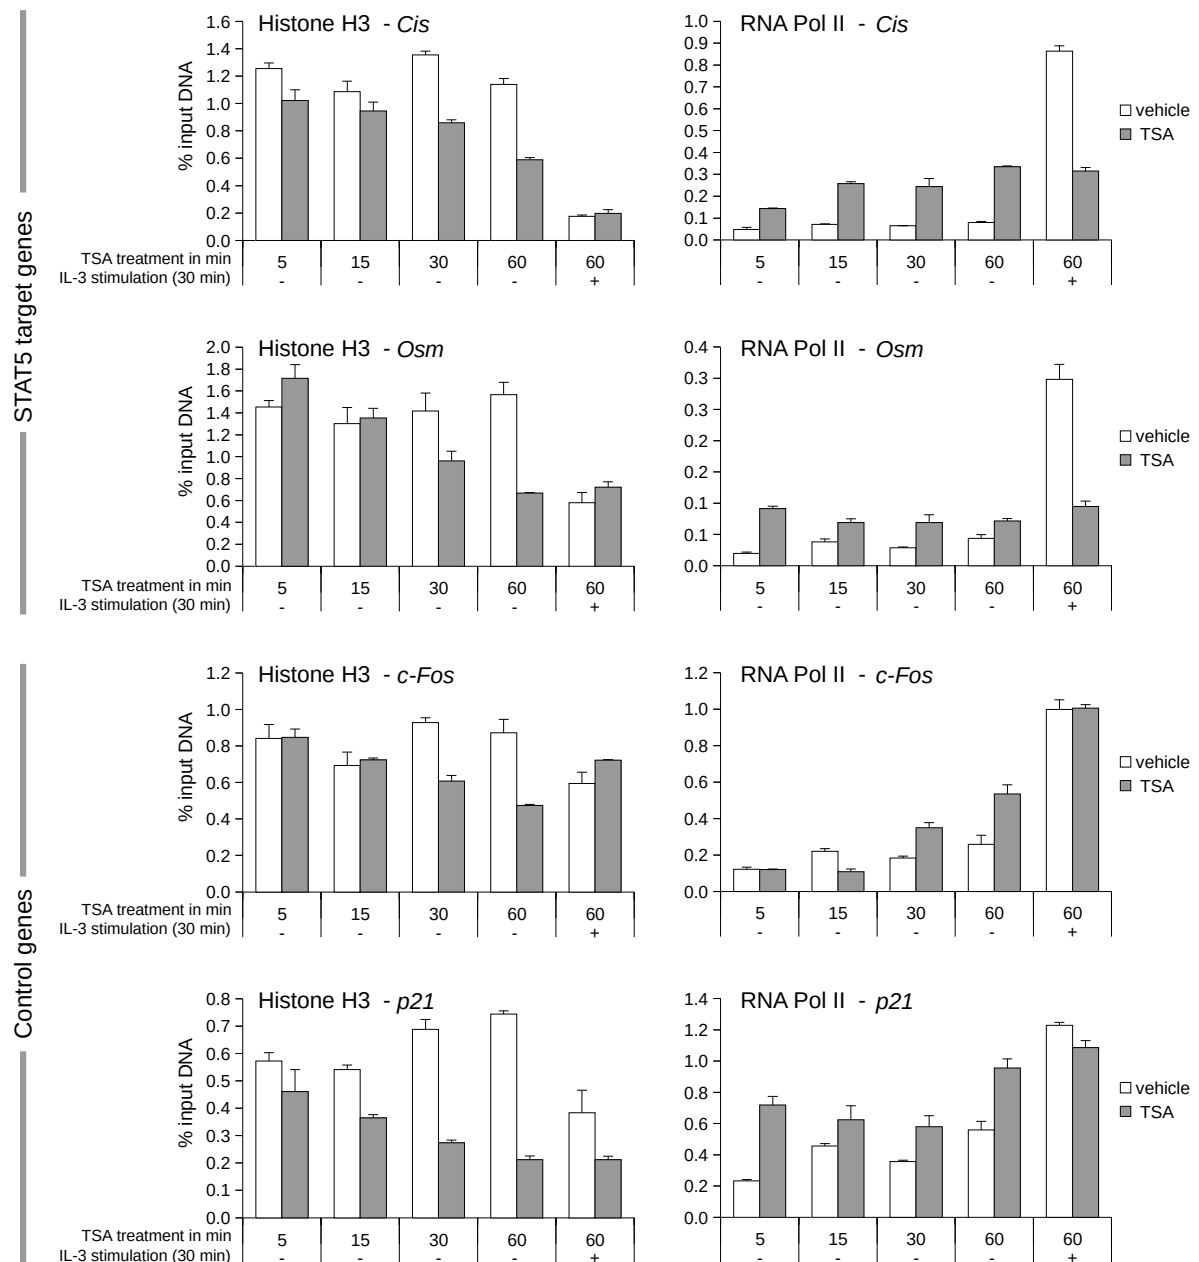 STAT5 target genes
Histone H3 - Cis
% input DNA
1.6
1.4
1.2
1.0
0.8
0.6
0.4
0.2
0.0
TSA treatment in min 5 15 30 60 60
IL-3 stimulation (30 min) - - - - +
RNA Pol II - Cis
1.0
0.9
0.8
0.7
0.6
0.5
0.4
0.3
0.2
0.1
0.0
5 15 30 60 60
- - - - +
vehicle
TSA
Histone H3 - Osm
% input DNA
2.0
1.8
1.6
1.4
1.2
1.0
0.8
0.6
0.4
0.2
0.0
TSA treatment in min 5 15 30 60 60
IL-3 stimulation (30 min) - - - - +
RNA Pol II - Osm
0.4
0.3
0.3
0.2
0.2
0.1
0.1
0.0
5 15 30 60 60
- - - - +
vehicle
TSA
Control genes
Histone H3 - c-Fos
% input DNA
1.2
1.0
0.8
0.6
0.4
0.2
0.0
TSA treatment in min 5 15 30 60 60
IL-3 stimulation (30 min) - - - - +
RNA Pol II - c-Fos
1.2
1.0
0.8
0.6
0.4
0.2
0.0
5 15 30 60 60
- - - - +
vehicle
TSA
Histone H3 - p21
% input DNA
0.8
0.7
0.6
0.5
0.4
0.3
0.2
0.1
0.0
TSA treatment in min 5 15 30 60 60
IL-3 stimulation (30 min) - - - - +
RNA Pol II - p21
1.4
1.2
1.0
0.8
0.6
0.4
0.2
0.0
5 15 30 60 60
- - - - +
vehicle
TSA